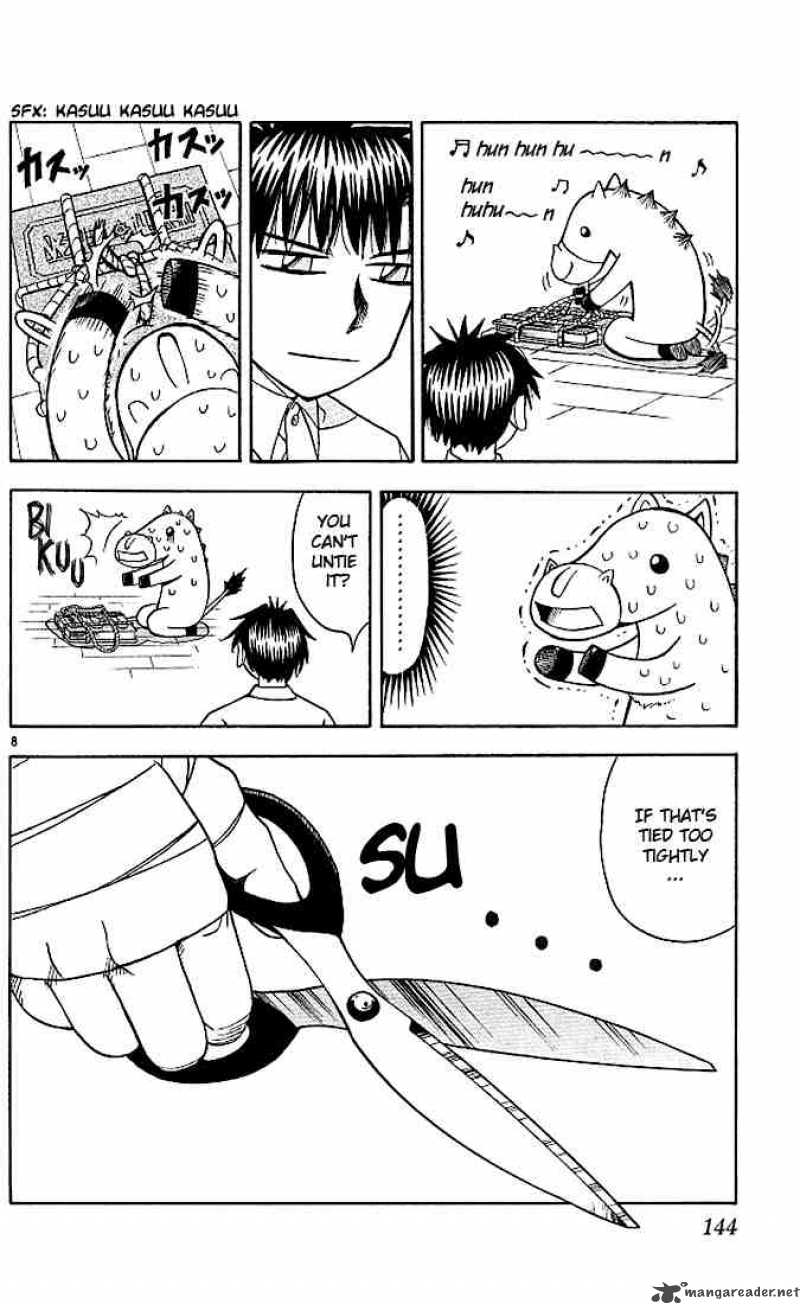 SFX: KASUU KASUU KASUU
♫ hun hun hu～n
hun
huhu～n
カスッ
カスッ
カスッ
YOU
CAN'T
UNTIE
IT?
BI
KUU
..........
8
IF THAT'S
TIED TOO
TIGHTLY
...
SU
...
144
mangareader.net